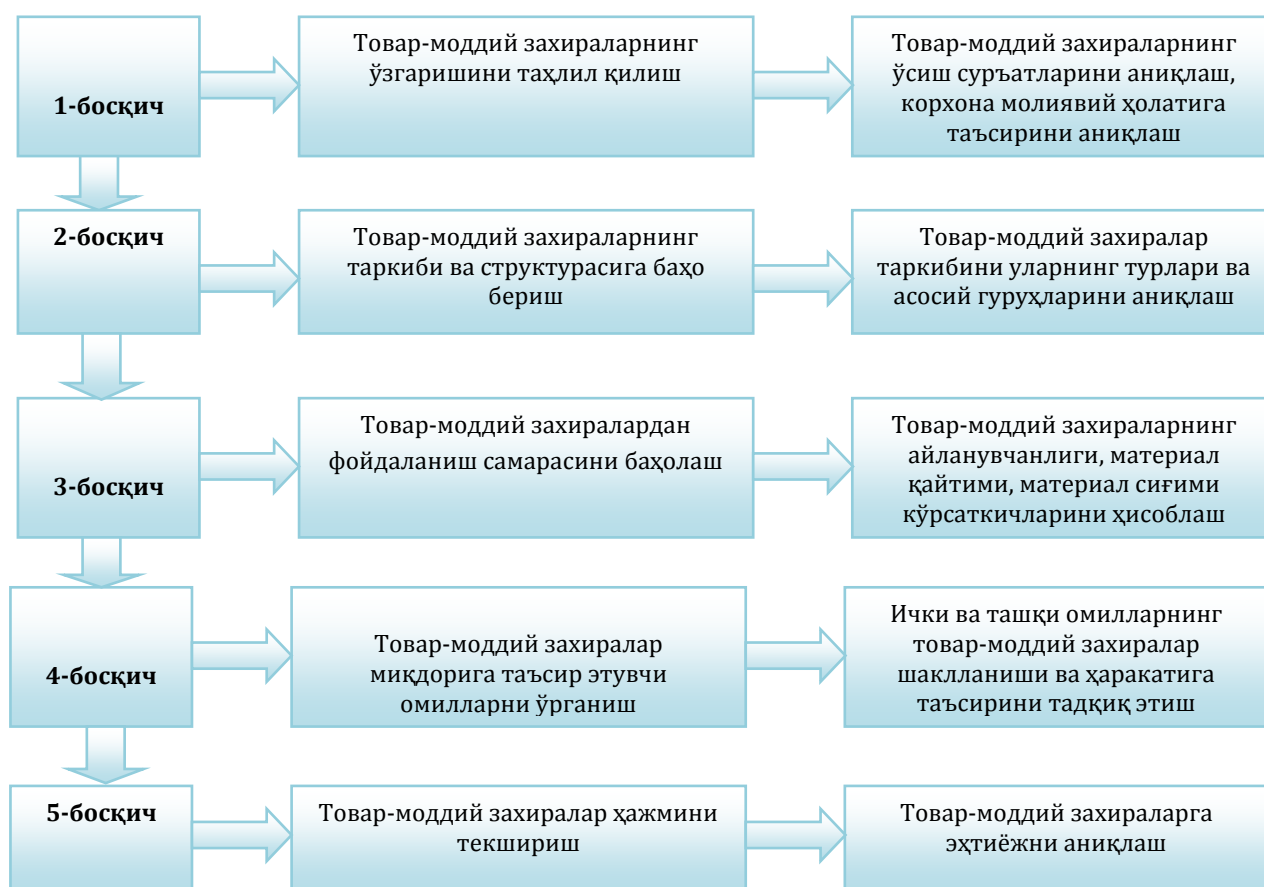 1-босқич
Товар-моддий захираларнинг
ўзгаришини таҳлил қилиш
Товар-моддий захираларнинг
ўсиш суръатларини аниқлаш,
корхона молиявий ҳолатига
таъсирини аниқлаш
2-босқич
Товар-моддий захираларнинг
таркиби ва структурасига баҳо
бериш
Товар-моддий захиралар
таркибини уларнинг турлари ва
асосий гуруҳларини аниқлаш
3-босқич
Товар-моддий захиралардан
фойдаланиш самарасини баҳолаш
Товар-моддий захираларнинг
айланувчанлиги, материал
қайтими, материал сиғими
кўрсаткичларини ҳисоблаш
4-босқич
Товар-моддий захиралар
миқдорига таъсир этувчи
омилларни ўрганиш
Ички ва ташқи омилларнинг
товар-моддий захиралар
шаклланиши ва ҳаракатига
таъсирини тадқиқ этиш
5-босқич
Товар-моддий захиралар ҳажмини
текшириш
Товар-моддий захираларга
эҳтиёжни аниқлаш